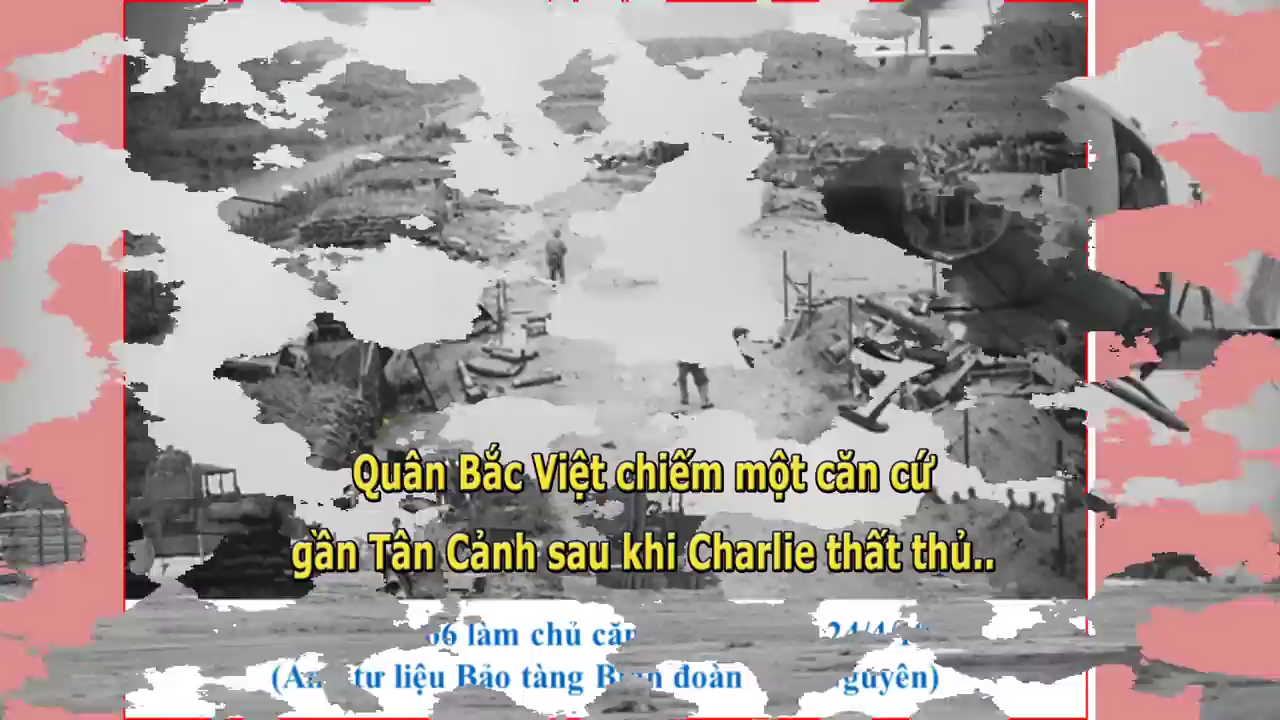 Quân Bắc Việt chiếm một căn cứ
gần Tân Cảnh sau khi Charlie thất thủ..
làm chủ
tư liệu Bảo tàng đoàn